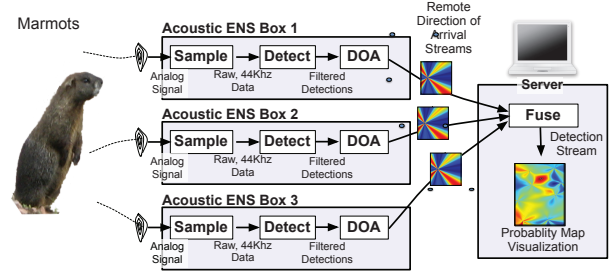 Marmots
Acoustic ENS Box 1
Sample
Detect
DOA
Analog
Signal
Raw, 44Khz
Data
Filtered
Detections
Acoustic ENS Box 2
Sample
Detect
DOA
Analog
Signal
Raw, 44Khz
Data
Filtered
Detections
Acoustic ENS Box 3
Sample
Detect
DOA
Analog
Signal
Raw, 44Khz
Data
Filtered
Detections
Remote
Direction of
Arrival
Streams
Server
Fuse
Detection
Stream
Probablity Map
Visualization